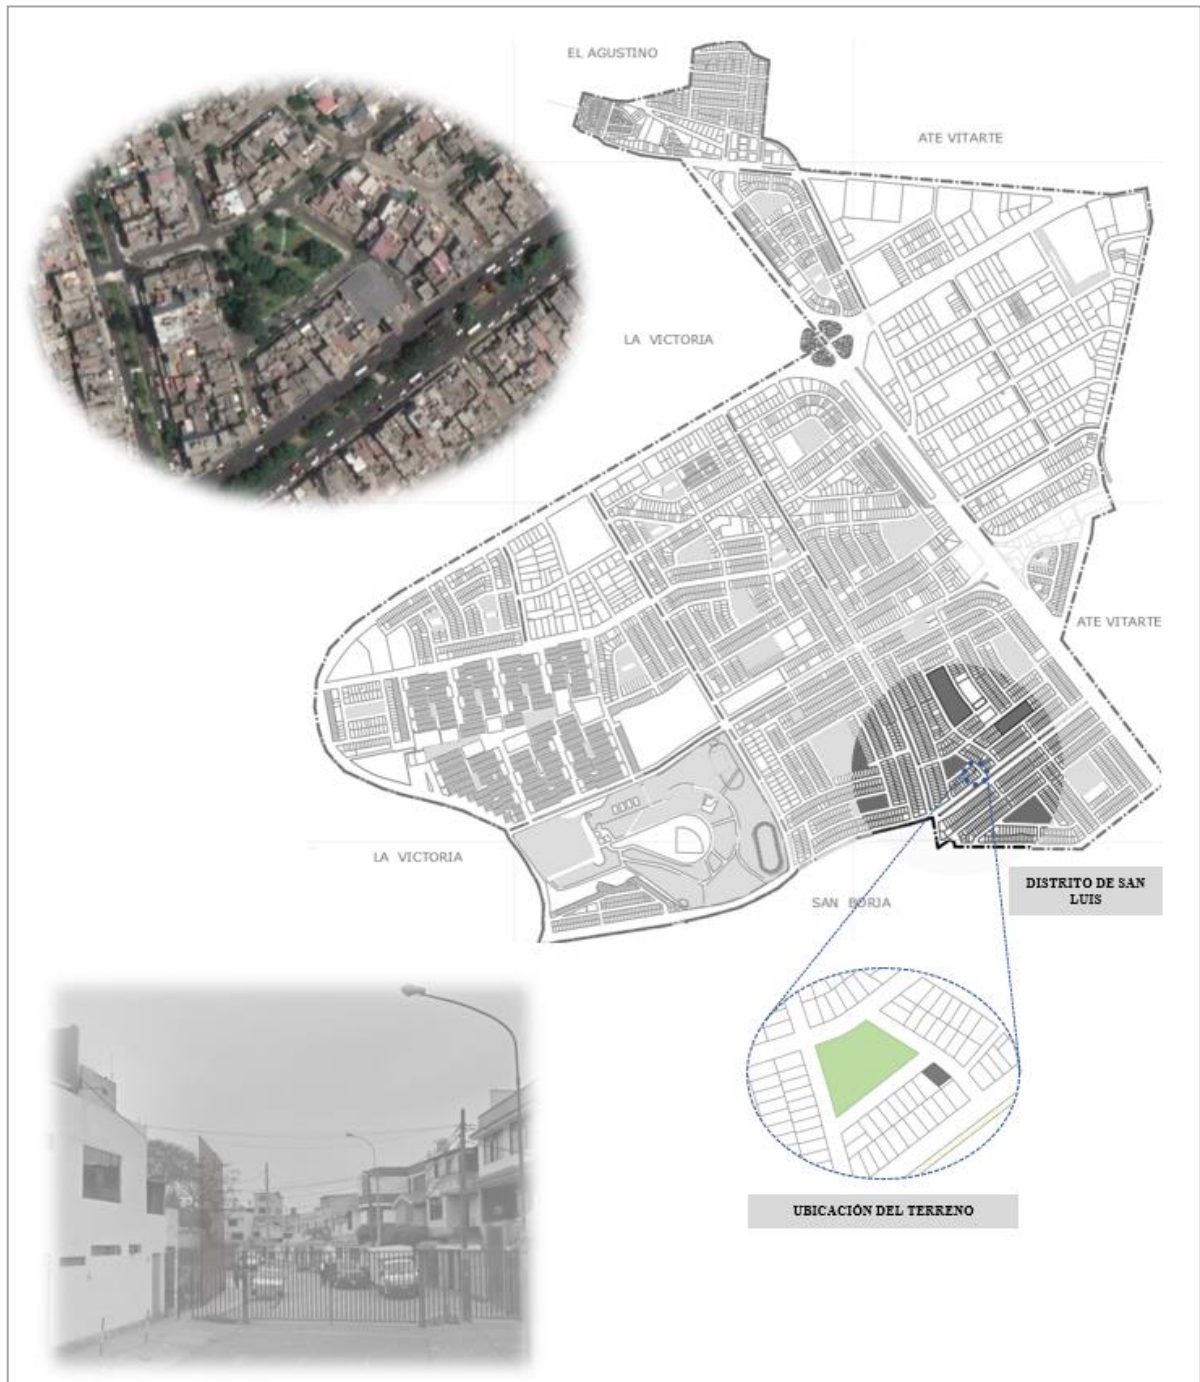 EL AGUSTINO
ATE VITARTE
LA VICTORIA
ATE VITARTE
LA VICTORIA
DISTRITO DE SAN
LUIS
SAN BORJA
UBICACIÓN DEL TERRENO